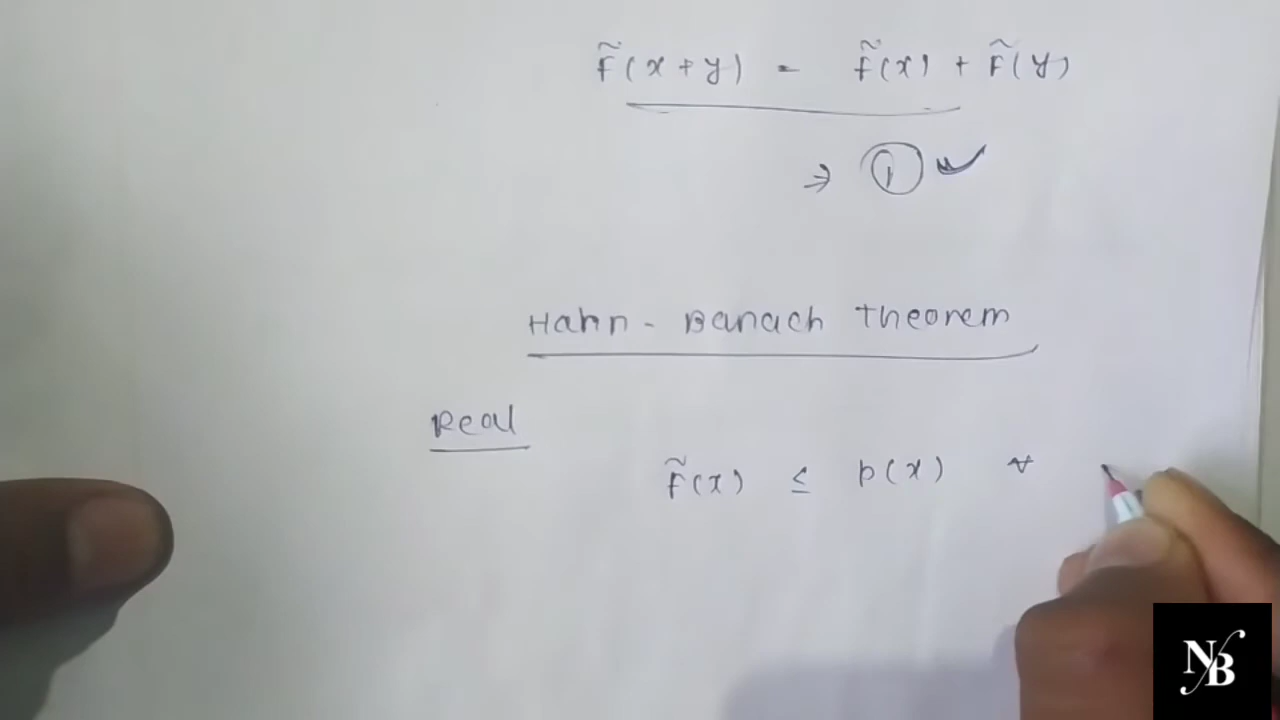 f̃(x+y) = f̃(x) + f̃(y)
⇒ ① ✓
Hahn - Banach Theorem
Real
f̃(x) ≤ p(x) ∀
NB